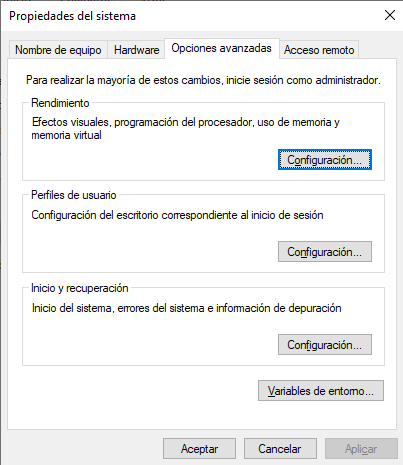 Propiedades del sistema
Nombre de equipo
Hardware
Opciones avanzadas
Acceso remoto
Para realizar la mayoría de estos cambios, inicie sesión como administrador.
Rendimiento
Efectos visuales, programación del procesador, uso de memoria y
memoria virtual
Configuración...
Perfiles de usuario
Configuración del escritorio correspondiente al inicio de sesión
Configuración...
Inicio y recuperación
Inicio del sistema, errores del sistema e información de depuración
Configuración...
Variables de entorno...
Aceptar
Cancelar
Aplicar